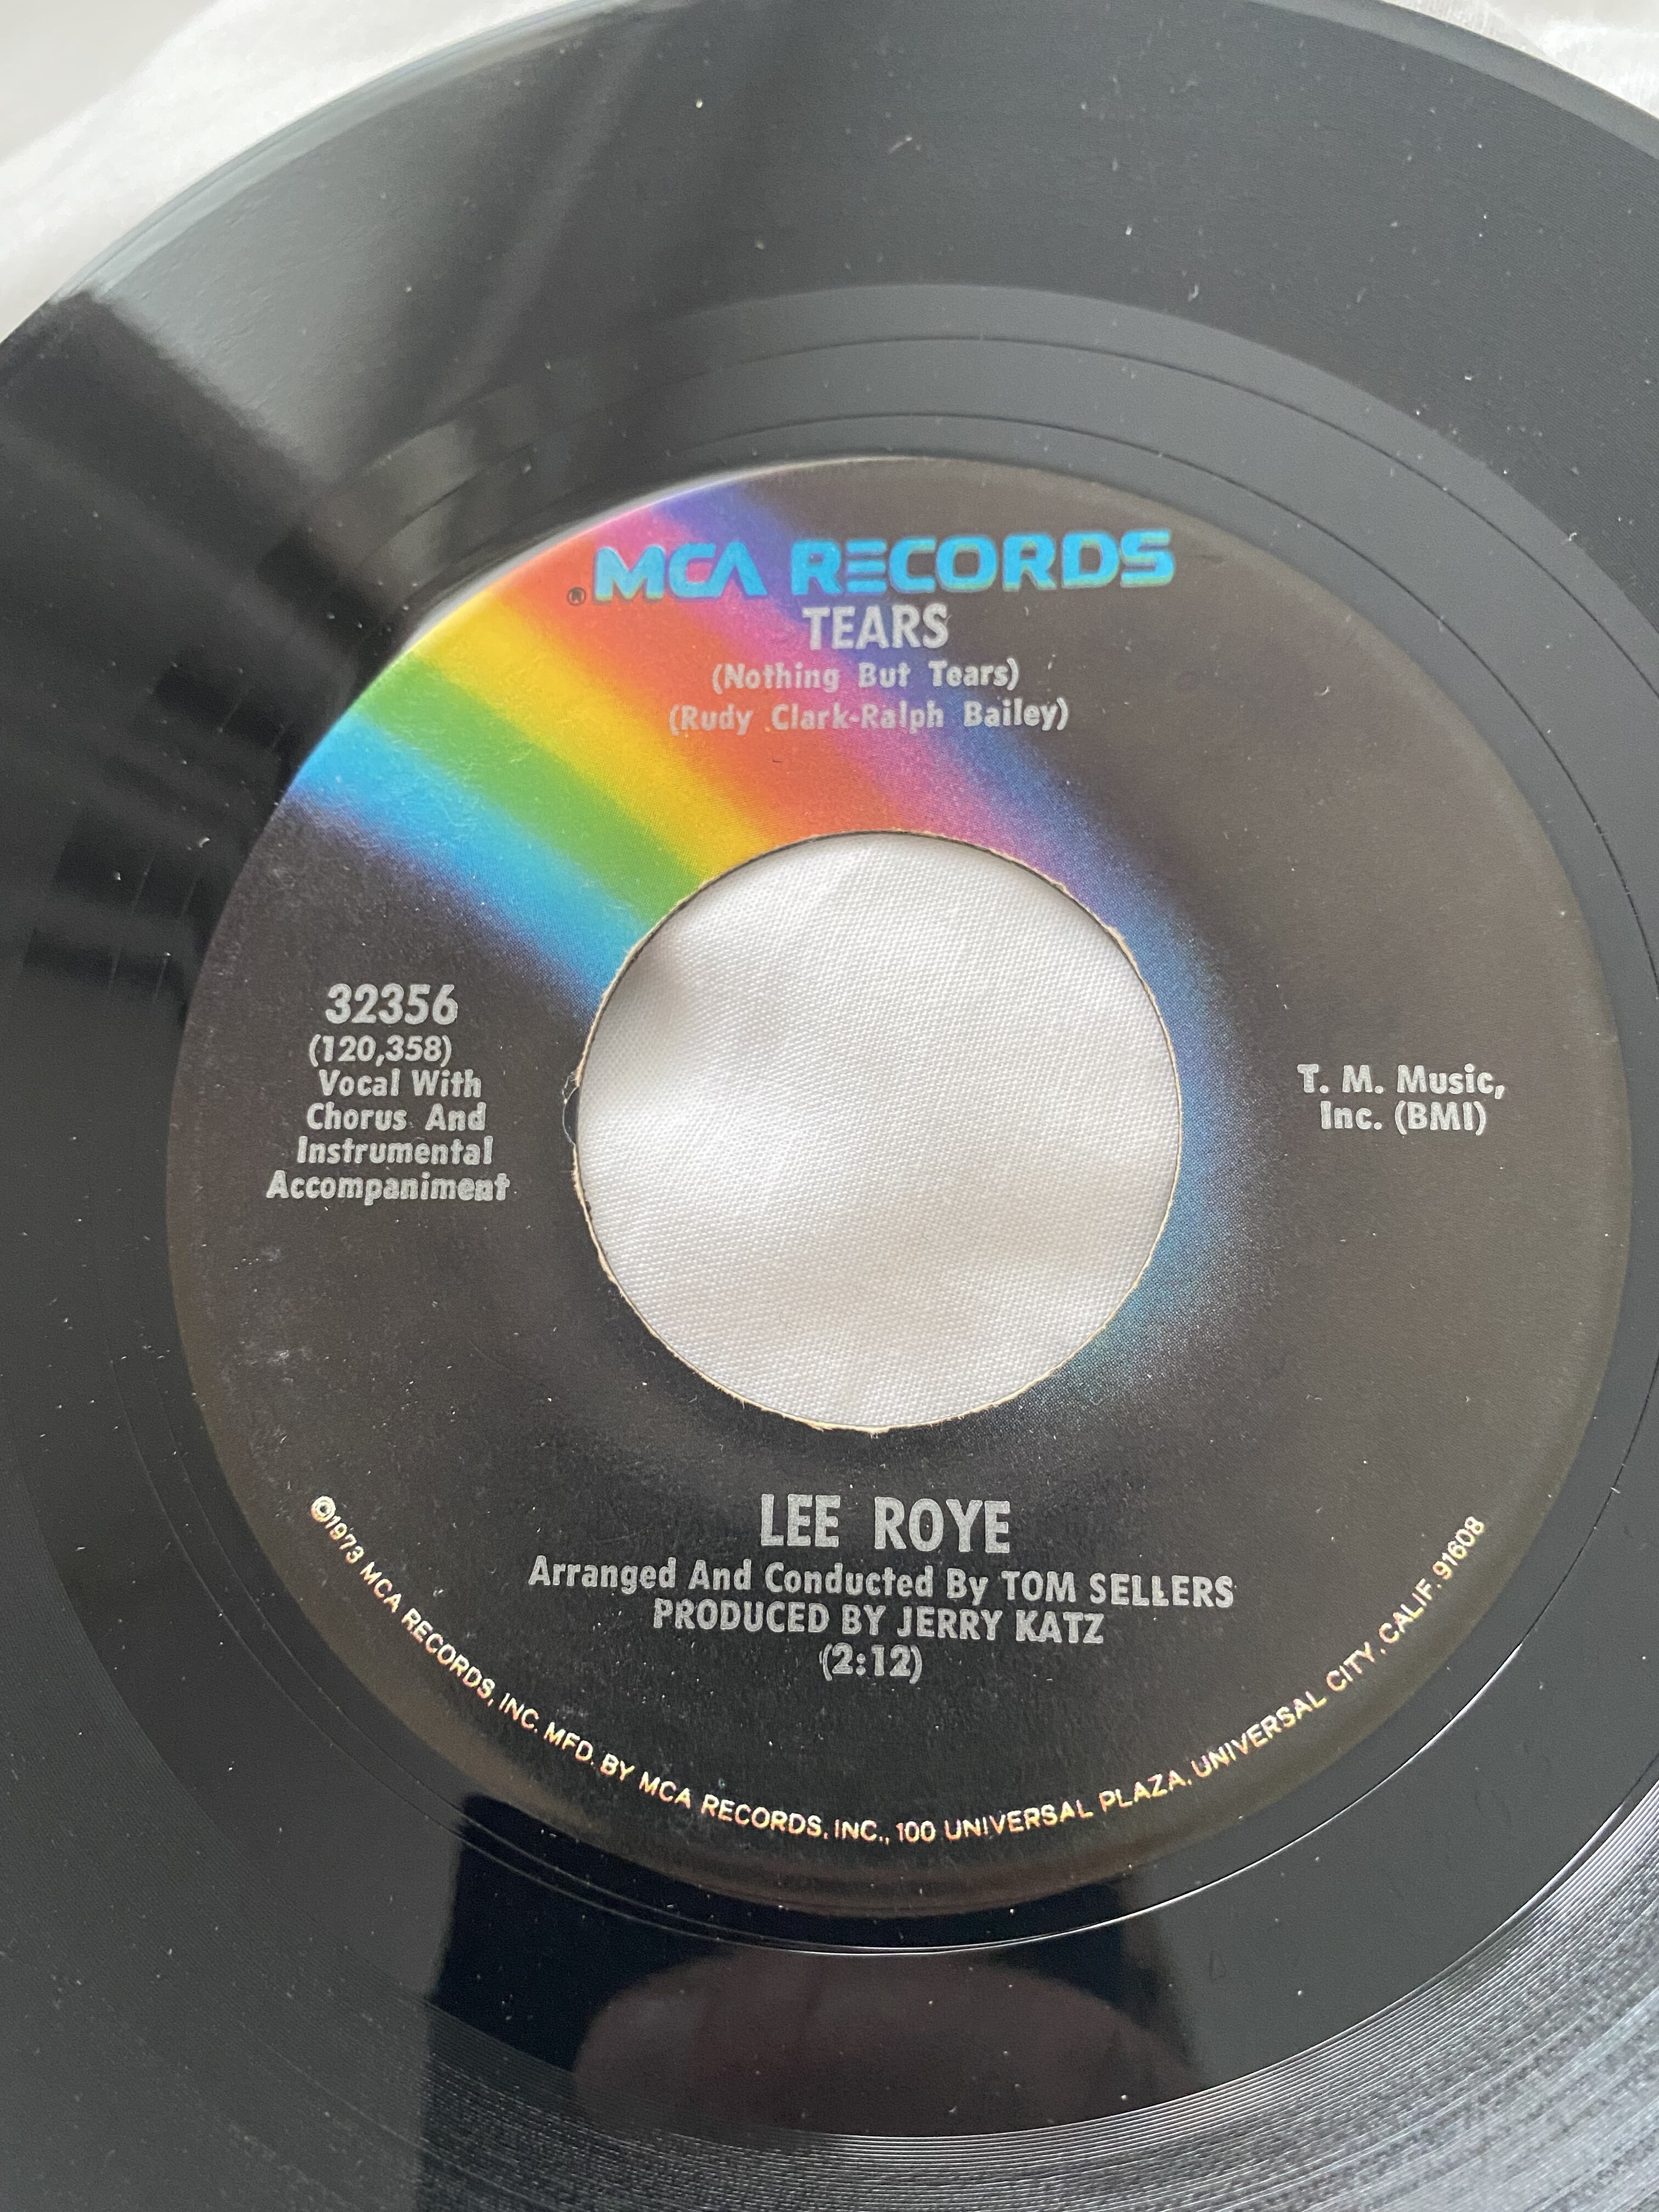 ® MCA RECORDS
TEARS
(Nothing But Tears)
(Rudy Clark-Ralph Bailey)
32356
(120,358)
Vocal With
Chorus And
Instrumental
Accompaniment
T. M. Music,
Inc. (BMI)
LEE ROYE
Arranged And Conducted By TOM SELLERS
PRODUCED BY JERRY KATZ
(2:12)
©1973 MCA RECORDS, INC. MFD. BY MCA RECORDS, INC., 100 UNIVERSAL PLAZA, UNIVERSAL CITY, CALIF. 91608